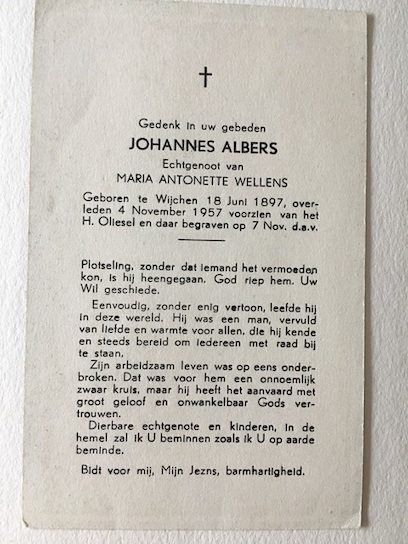 Gedenk in uw gebeden
JOHANNES ALBERS
Echtgenoot van
MARIA ANTONETTE WELLENS
Geboren te Wijchen 18 Juni 1897, over-
leden 4 November 1957 voorzien van het
H. Oliesel en daar begraven op 7 Nov. d.a.v.
Plotseling, zonder dat iemand het vermoeden
kon, is hij heengegaan. God riep hem. Uw
Wil geschiede.
Eenvoudig, zonder enig vertoon, leefde hij
in deze wereld. Hij was een man, vervuld
van liefde en warmte voor allen, die hij kende
en steeds bereid om iedereen met raad bij
te staan,
Zijn arbeidzaam leven was op eens onder-
broken. Dat was voor hem een onnoemlijk
zwaar kruis, maar hij heeft het aanvaard met
groot geloof en onwankelbaar Gods ver-
trouwen.
Dierbare echtgenote en kinderen, in de
hemel zal ik U beminnen zoals ik U op aarde
beminde.
Bidt voor mij, Mijn Jezns, barmhartigheid.